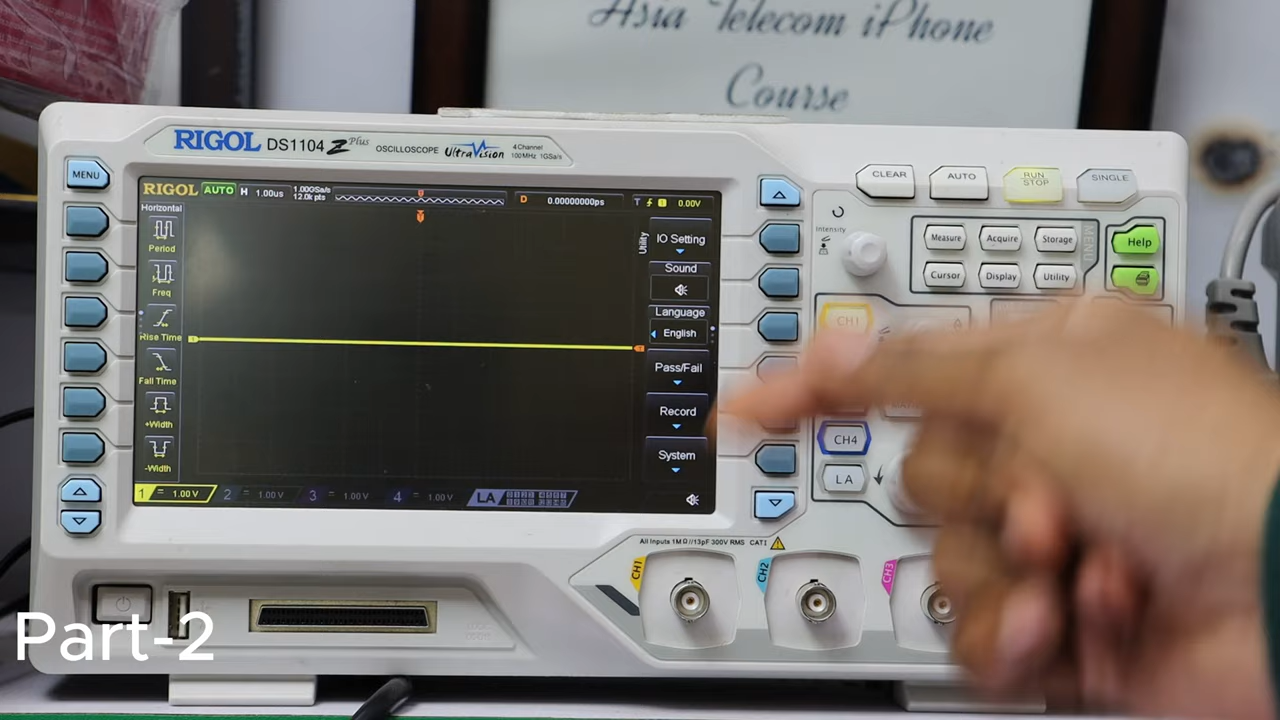 Asia Telecom iPhone
Course
RIGOL DS1104 Z Plus OSCILLOSCOPE UltraVision 4 Channel 100MHz 1GSa/s
MENU
RIGOL AUTO H 1.00us 1.00GSa/s 12.0k pts D 0.00000000ps T 1 0.00V
Horizontal
Period
Freq
Rise Time
Fall Time
+Width
-Width
Utility
IO Setting
Sound
Language
English
Pass/Fail
Record
System
1 = 1.00 V 2 = 1.00 V 3 = 1.00 V 4 = 1.00 V LA
CLEAR AUTO RUN STOP SINGLE
Intensity
Measure Acquire Storage
Cursor Display Utility
MENU
Help
CH1
CH4
LA
All Inputs 1MΩ//13pF 300V RMS CAT I
CH1 CH2 CH3
Part-2